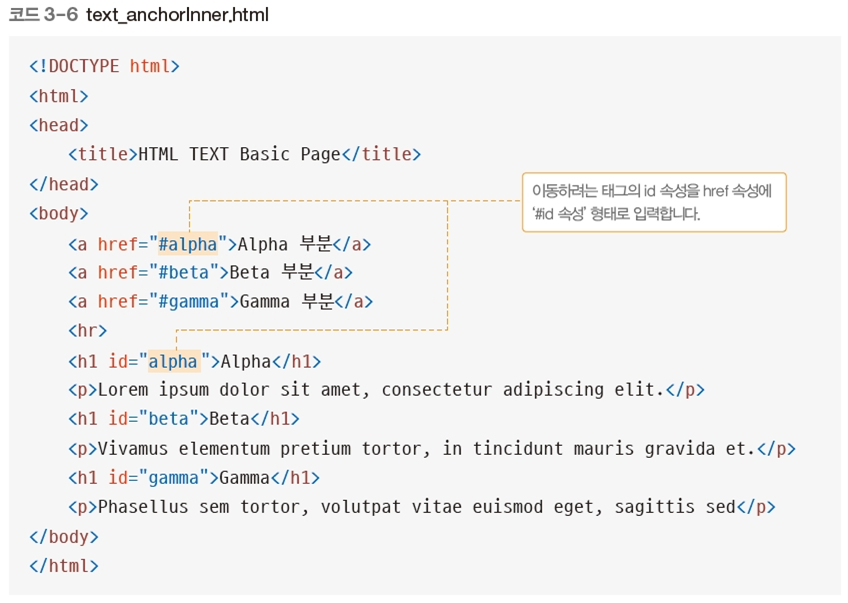 코드 3-6 text_anchorInner.html
<!DOCTYPE html>
<html>
<head>
    <title>HTML TEXT Basic Page</title>
</head>
이동하려는 태그의 id 속성을 href 속성에
'#id 속성' 형태로 입력합니다.
<body>
    <a href="#alpha">Alpha 부분</a>
    <a href="#beta">Beta 부분</a>
    <a href="#gamma">Gamma 부분</a>
    <hr>
    <h1 id="alpha">Alpha</h1>
    <p>Lorem ipsum dolor sit amet, consectetur adipiscing elit.</p>
    <h1 id="beta">Beta</h1>
    <p>Vivamus elementum pretium tortor, in tincidunt mauris gravida et.</p>
    <h1 id="gamma">Gamma</h1>
    <p>Phasellus sem tortor, volutpat vitae euismod eget, sagittis sed</p>
</body>
</html>